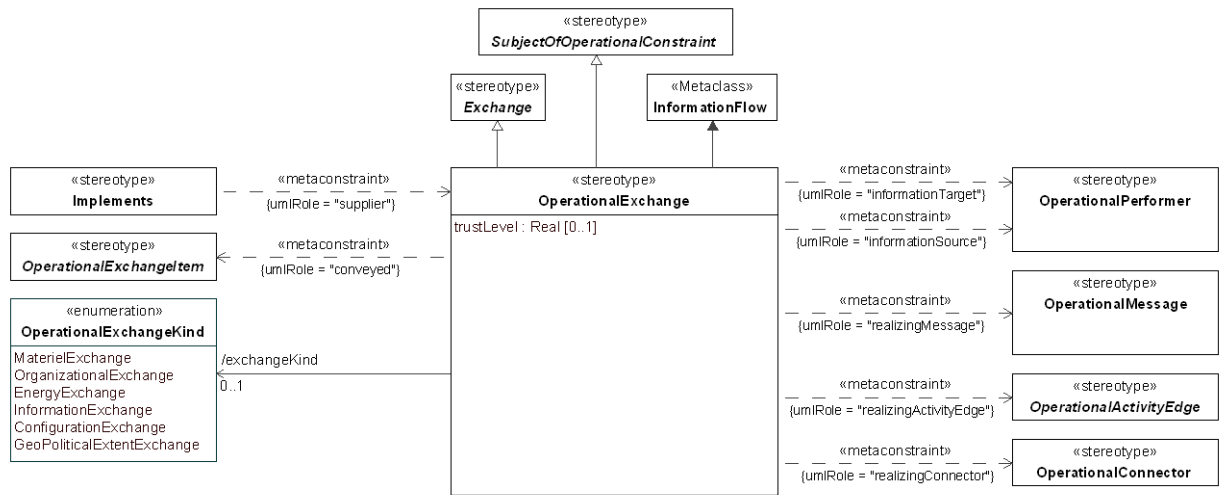 «stereotype»
SubjectOfOperationalConstraint
«stereotype»
Exchange
«Metaclass»
InformationFlow
«stereotype»
Implements
«metaconstraint»
{umlRole = "supplier"}
«stereotype»
OperationalExchangeItem
«metaconstraint»
{umlRole = "conveyed"}
«enumeration»
OperationalExchangeKind
MaterielExchange
OrganizationalExchange
EnergyExchange
InformationExchange
ConfigurationExchange
GeoPoliticalExtentExchange
/exchangeKind
0..1
«stereotype»
OperationalExchange
trustLevel : Real [0..1]
«metaconstraint»
{umlRole = "informationTarget"}
«metaconstraint»
{umlRole = "informationSource"}
«stereotype»
OperationalPerformer
«metaconstraint»
{umlRole = "realizingMessage"}
«stereotype»
OperationalMessage
«metaconstraint»
{umlRole = "realizingActivityEdge"}
«stereotype»
OperationalActivityEdge
«metaconstraint»
{umlRole = "realizingConnector"}
«stereotype»
OperationalConnector